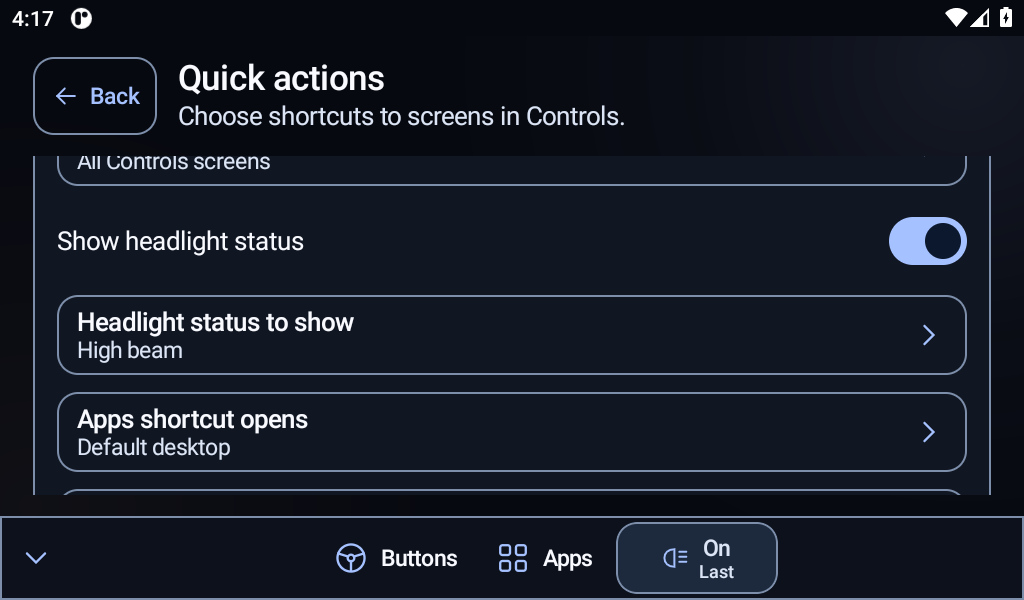 4:17
Back
Quick actions
Choose shortcuts to screens in Controls.
All Controls screens
Show headlight status
Headlight status to show
High beam
Apps shortcut opens
Default desktop
Buttons
Apps
On
Last